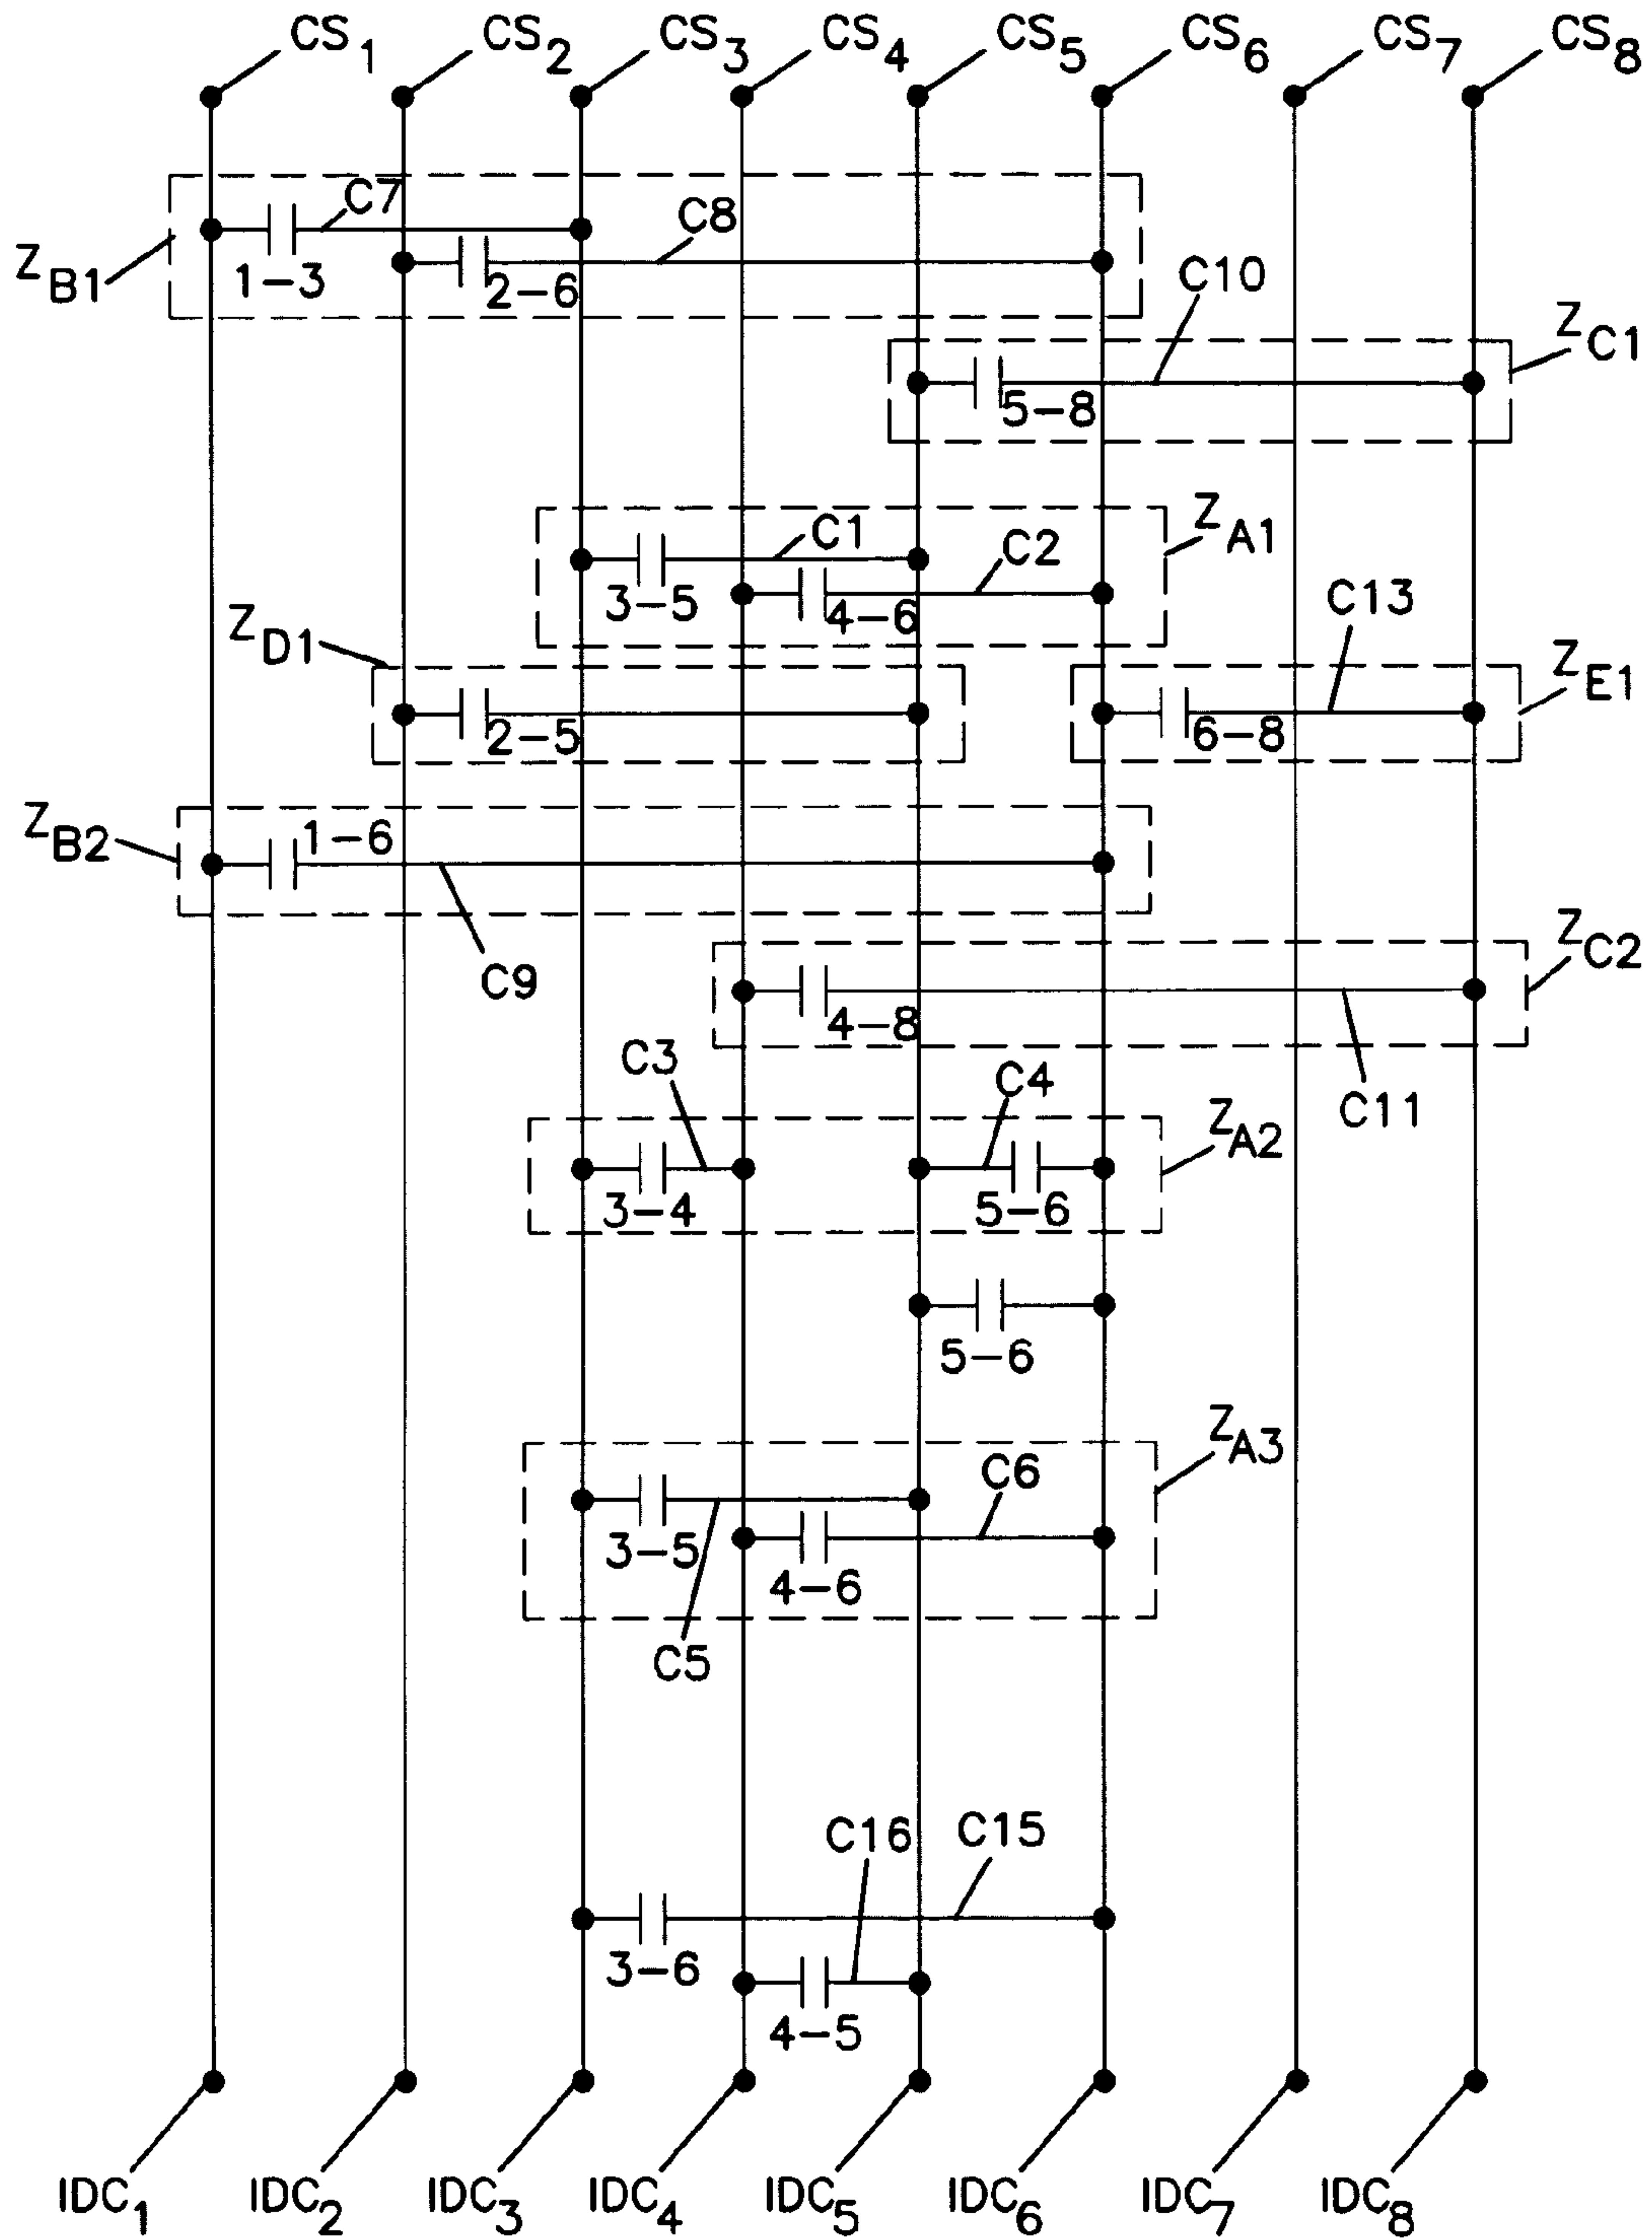 CS1 CS2 CS3 CS4 CS5 CS6 CS7 CS8
C7
C8
ZB1
1-3
2-6
C10
ZC1
5-8
ZA1
C1
C2
3-5
4-6
C13
ZD1
ZE1
2-5
6-8
ZB2
1-6
C9
ZC2
4-8
C3
C4
C11
ZA2
3-4
5-6
5-6
ZA3
C6
3-5
4-6
C5
C16
C15
3-6
4-5
IDC1 IDC2 IDC3 IDC4 IDC5 IDC6 IDC7 IDC8